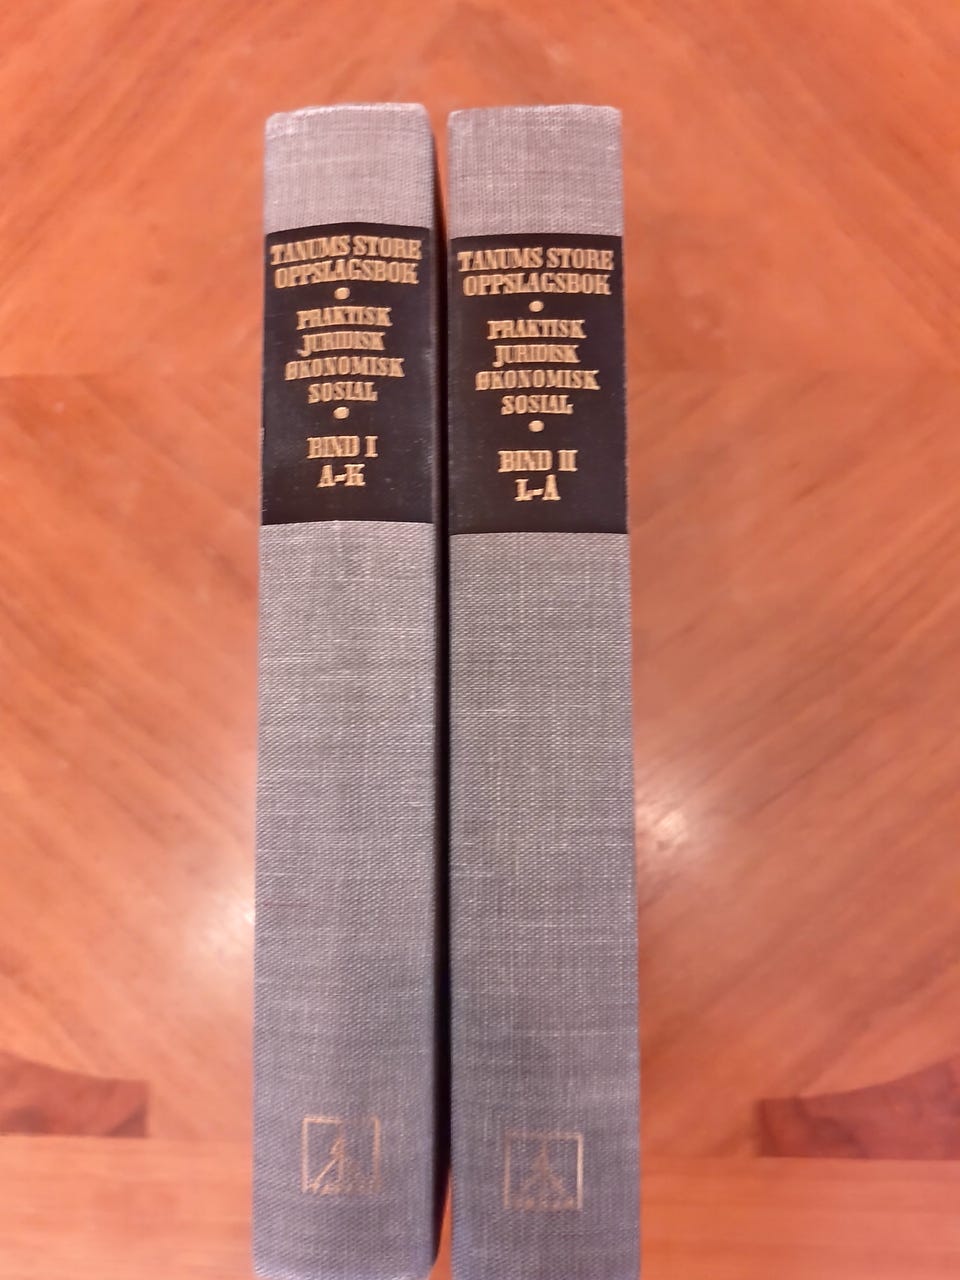 TANUMS STORE
OPPSLAGSBOK
PRAKTISK
JURIDISK
ØKONOMISK
SOSIAL
BIND I
A-K
TANUMS STORE
OPPSLAGSBOK
PRAKTISK
JURIDISK
ØKONOMISK
SOSIAL
BIND II
L-Å